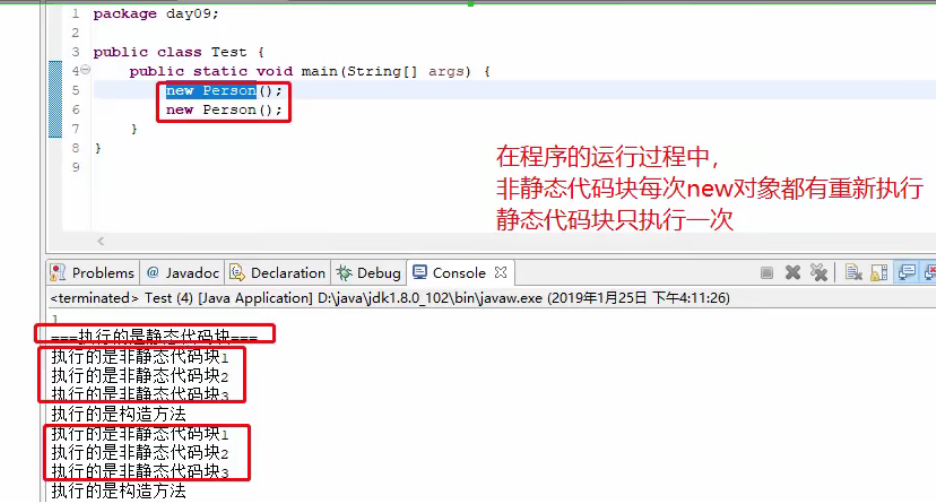 1 package day09;
2
3 public class Test {
4 public static void main(String[] args) {
5 new Person();
6 new Person();
7 }
8 }
9
在程序的运行过程中,
非静态代码块每次new对象都有重新执行
静态代码块只执行一次
Problems @ Javadoc Declaration Debug Console
<terminated> Test (4) [Java Application] D:\java\jdk1.8.0_102\bin\javaw.exe (2019年1月25日 下午4:11:26)
1
===执行的是静态代码块===
执行的是非静态代码块1
执行的是非静态代码块2
执行的是非静态代码块3
执行的是构造方法
执行的是非静态代码块1
执行的是非静态代码块2
执行的是非静态代码块3
执行的是构造方法